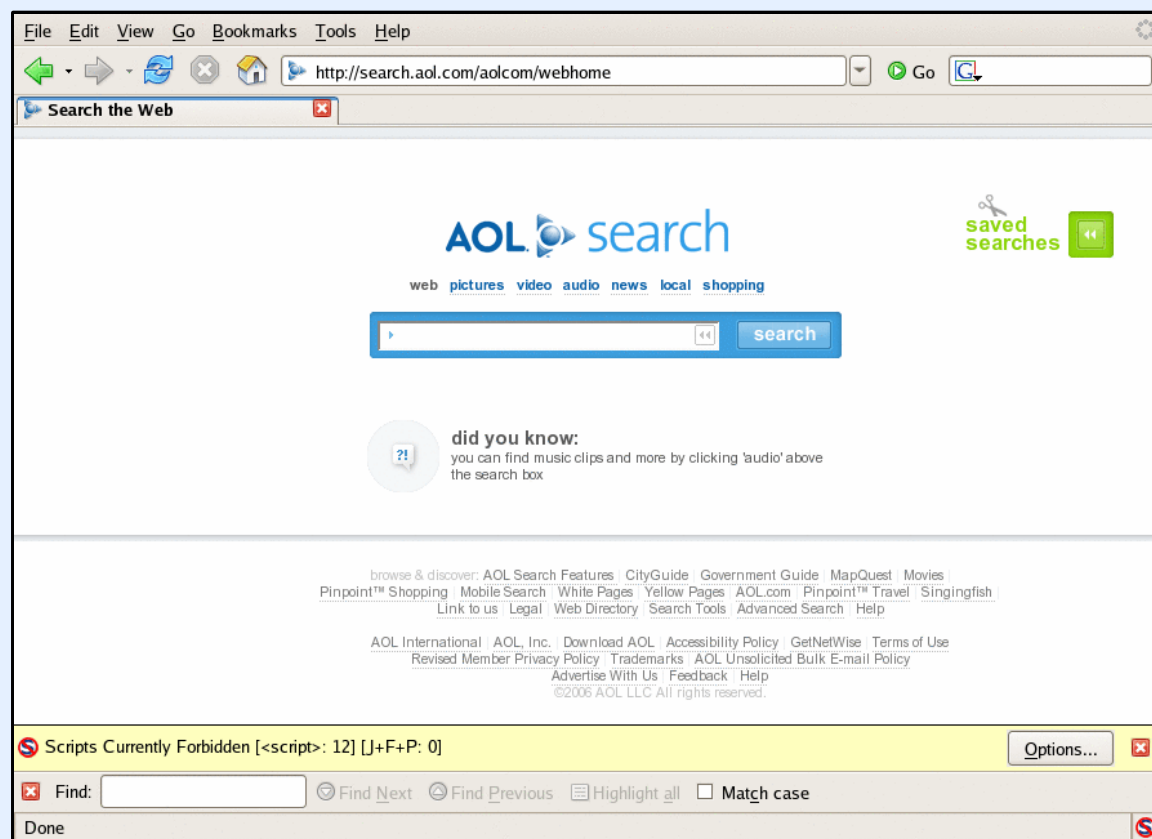 File Edit View Go Bookmarks Tools Help
http://search.aol.com/aolcom/webhome Go G
Search the Web
AOL search
saved
searches
web pictures video audio news local shopping
search
?! did you know:
you can find music clips and more by clicking 'audio' above
the search box
browse & discover: AOL Search Features | CityGuide | Government Guide | MapQuest | Movies |
Pinpoint™ Shopping | Mobile Search | White Pages | Yellow Pages | AOL.com | Pinpoint™ Travel | Singingfish |
Link to us | Legal | Web Directory | Search Tools | Advanced Search | Help
AOL International | AOL, Inc. | Download AOL | Accessibility Policy | GetNetWise | Terms of Use
Revised Member Privacy Policy | Trademarks | AOL Unsolicited Bulk E-mail Policy
Advertise With Us | Feedback | Help
©2006 AOL LLC All rights reserved.
Scripts Currently Forbidden [<script>: 12] [J+F+P: 0] Options...
Find: Find Next Find Previous Highlight all Match case
Done